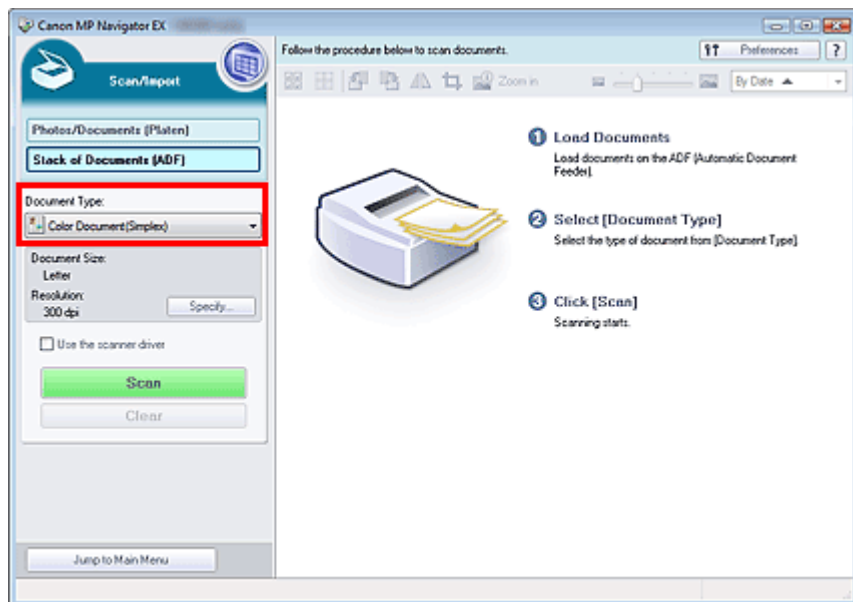 Canon MP Navigator EX
Scan/Import
Photos/Documents (Platen)
Stack of Documents (ADF)
Document Type:
Color Document(Simplex)
Document Size:
Letter
Resolution:
300 dpi
Specify...
Use the scanner driver
Scan
Clear
Jump to Main Menu
Follow the procedure below to scan documents.
Preferences
?
Zoom in
By Date
1 Load Documents
Load documents on the ADF (Automatic Document
Feeder).
2 Select [Document Type]
Select the type of document from [Document Type].
3 Click [Scan]
Scanning starts.